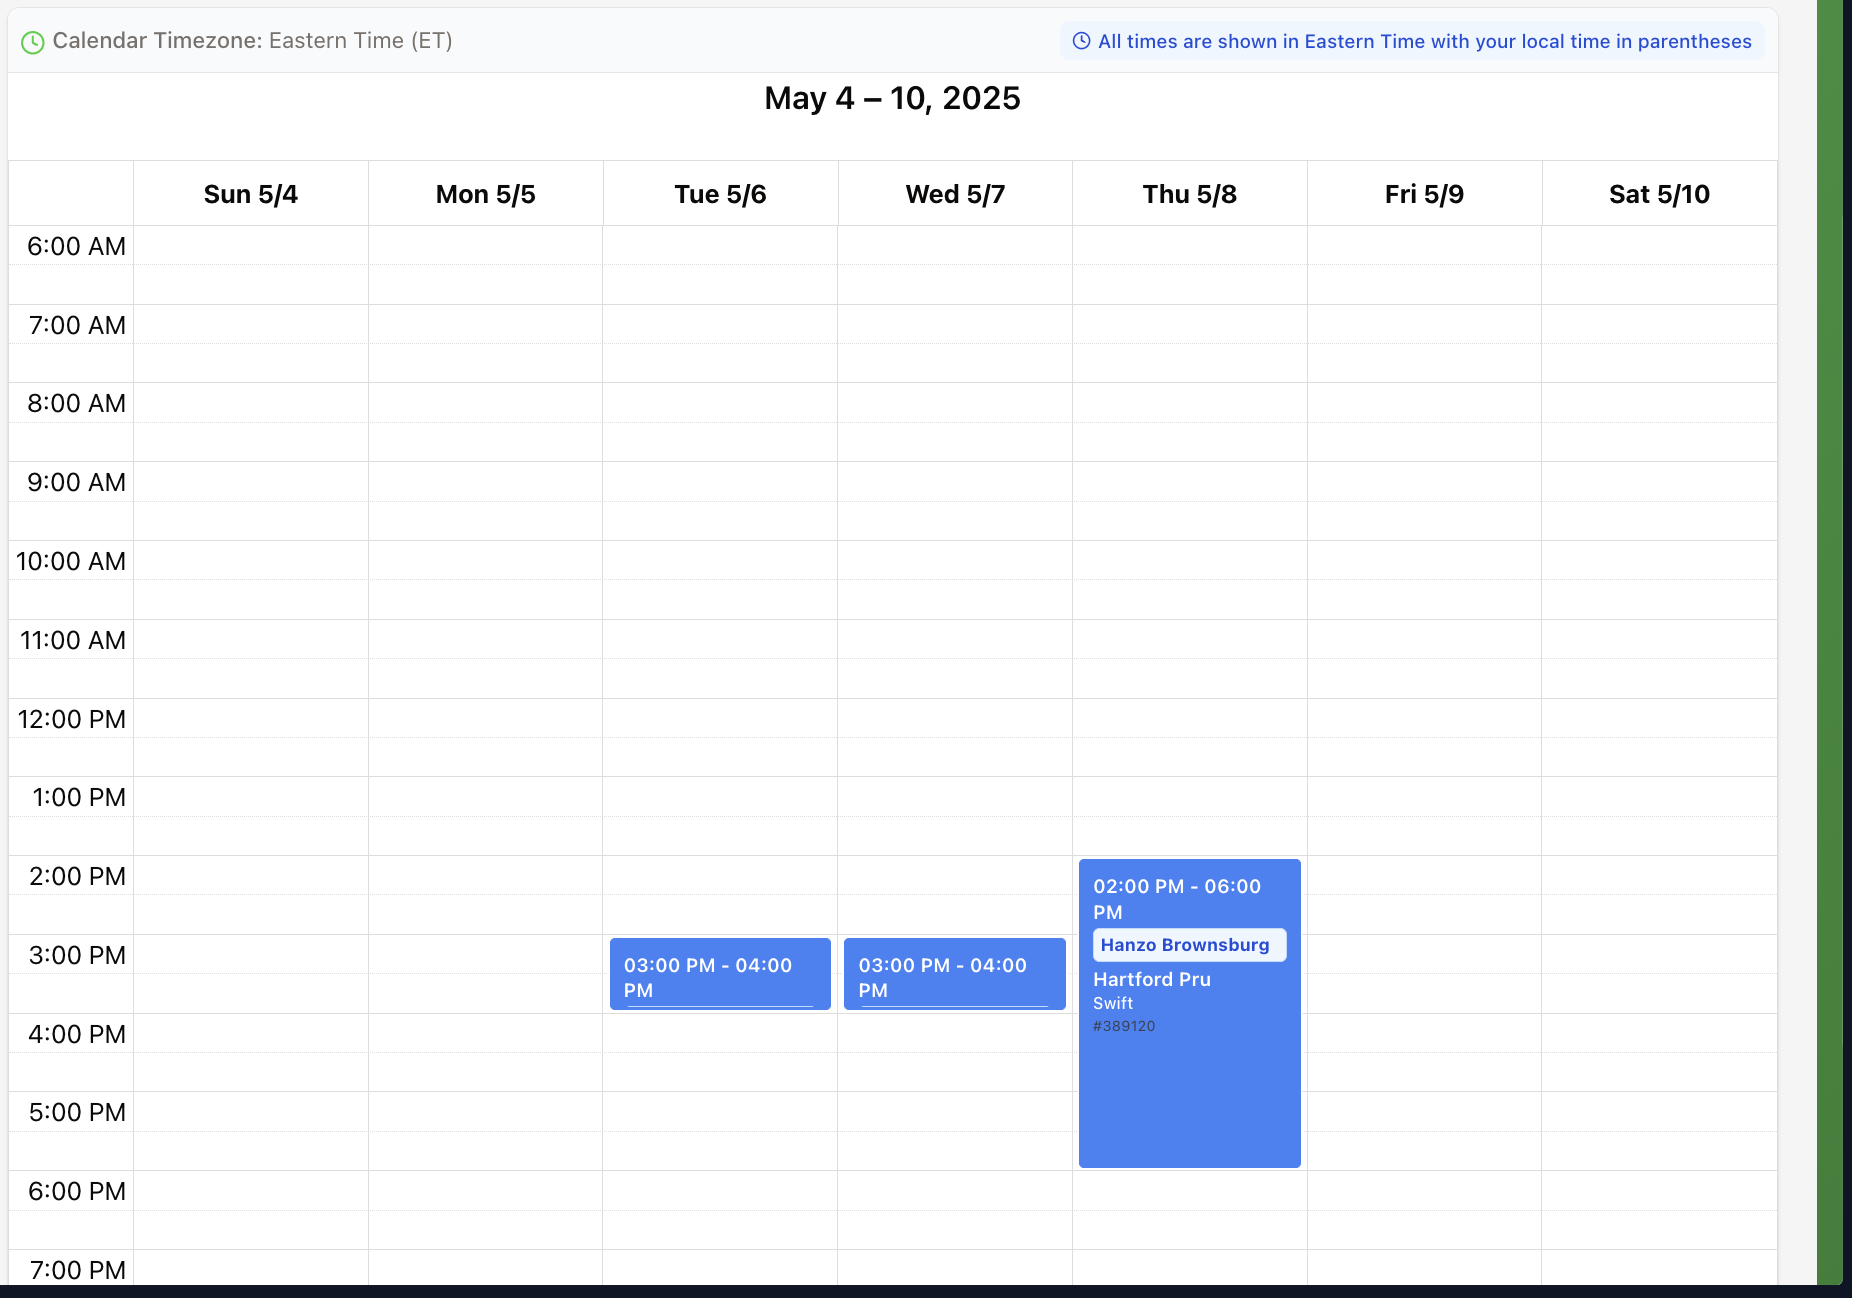 Calendar Timezone: Eastern Time (ET)
All times are shown in Eastern Time with your local time in parentheses
May 4 – 10, 2025
Sun 5/4
Mon 5/5
Tue 5/6
Wed 5/7
Thu 5/8
Fri 5/9
Sat 5/10
6:00 AM
7:00 AM
8:00 AM
9:00 AM
10:00 AM
11:00 AM
12:00 PM
1:00 PM
2:00 PM
02:00 PM - 06:00
PM
Hanzo Brownsburg
Hartford Pru
Swift
#389120
3:00 PM
03:00 PM - 04:00
PM
03:00 PM - 04:00
PM
4:00 PM
5:00 PM
6:00 PM
7:00 PM